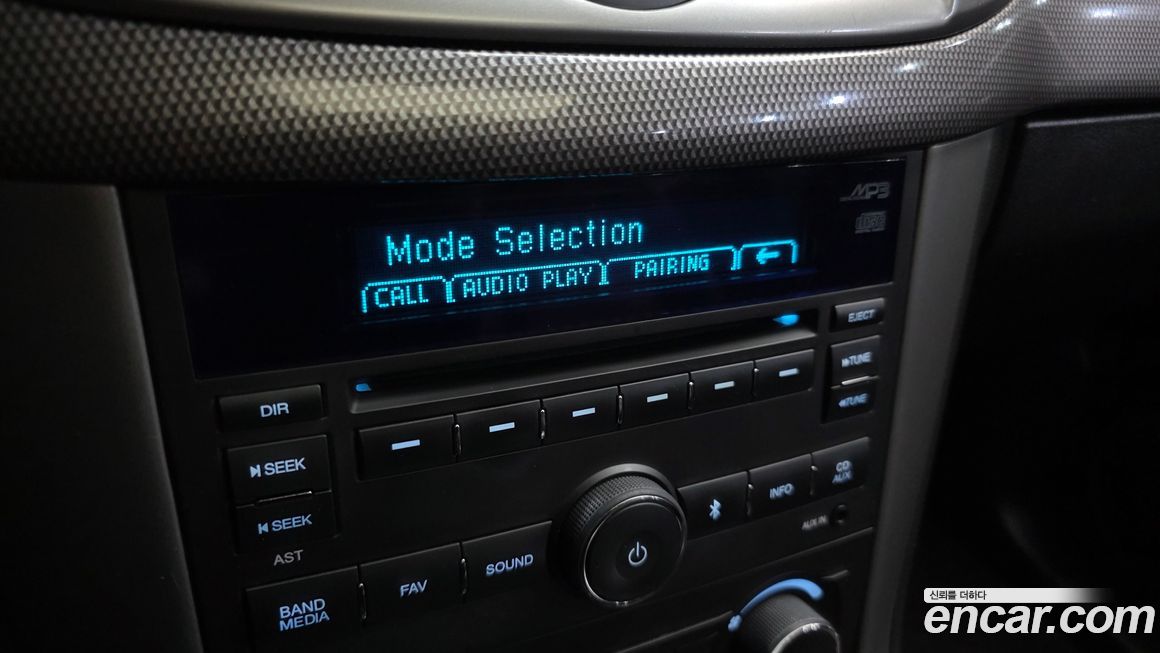 MP3
Mode Selection
CALL AUDIO PLAY PAIRING ←
EJECT
DIR
TUNE
TUNE
SEEK
SEEK
AST
BAND
MEDIA
FAV
SOUND
INFO
CD
AUX
AUX IN
신뢰를 더하다
encar.com